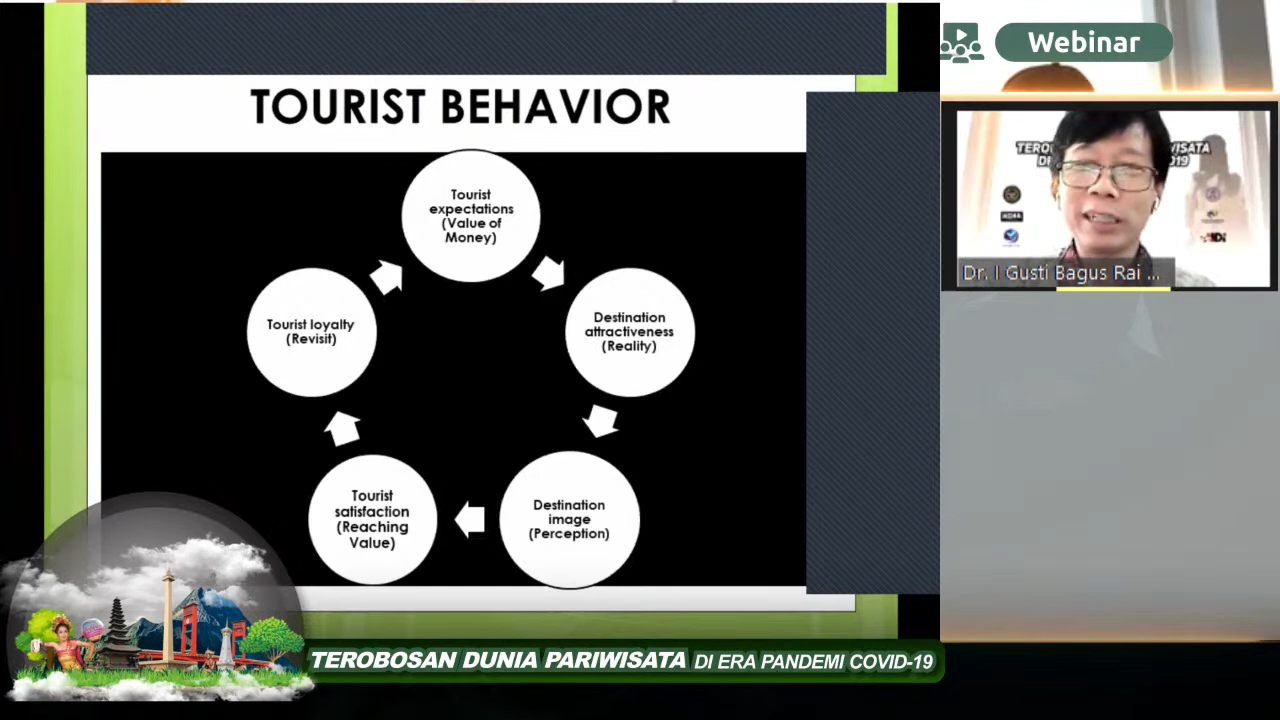 Webinar
TOURIST BEHAVIOR
Tourist
expectations
(Value of
Money)
Destination
attractiveness
(Reality)
Destination
image
(Perception)
Tourist
satisfaction
(Reaching
Value)
Tourist loyalty
(Revisit)
Dr. I Gusti Bagus Rai ...
TEROBOSAN DUNIA PARIWISATA DI ERA PANDEMI COVID-19